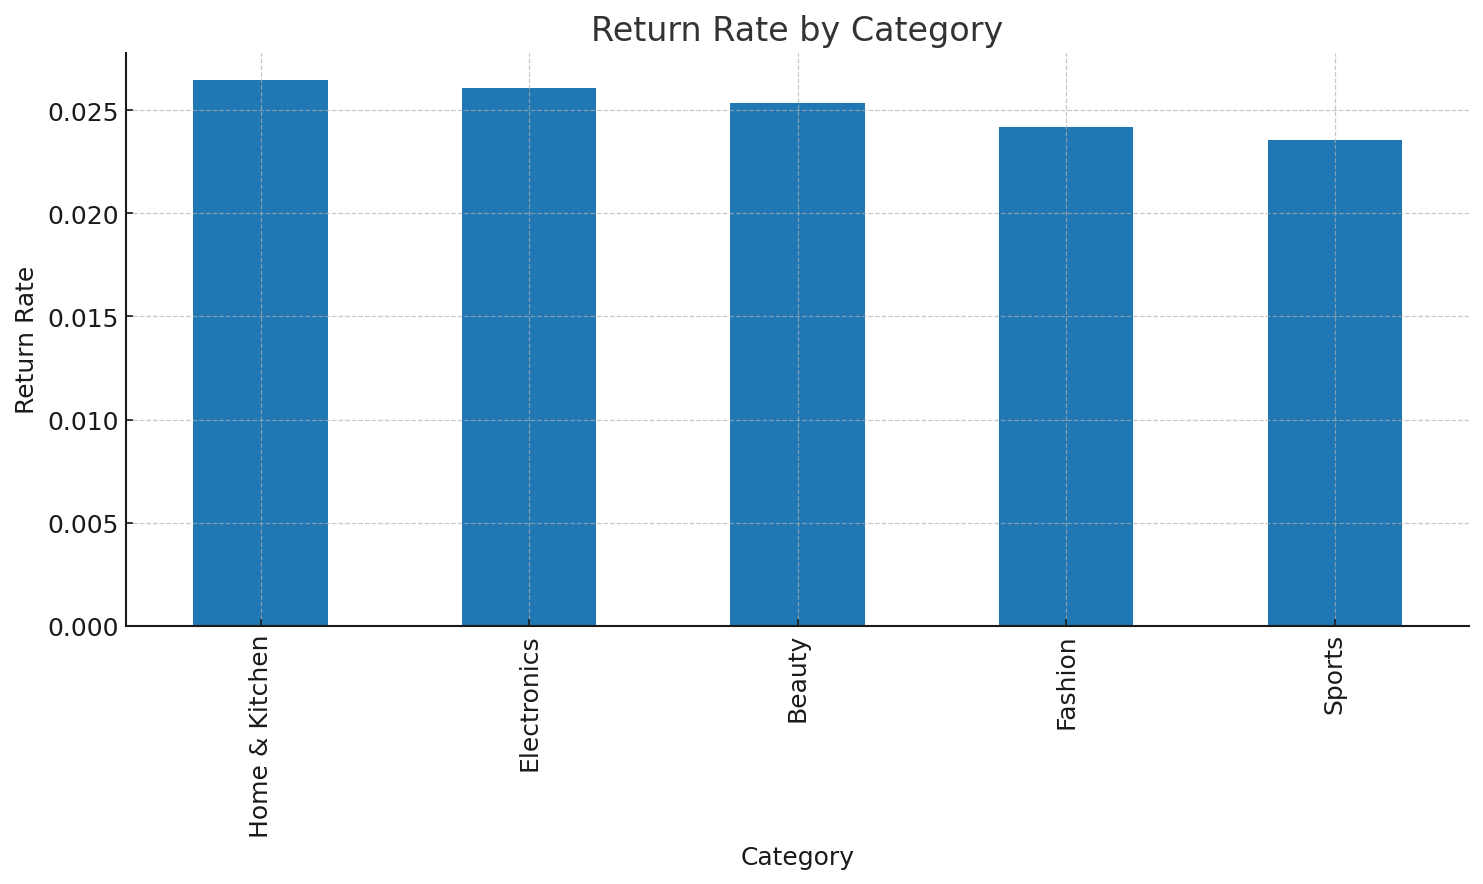 Return Rate by Category
Return Rate
0.025
0.020
0.015
0.010
0.005
0.000
Home & Kitchen
Electronics
Beauty
Fashion
Sports
Category